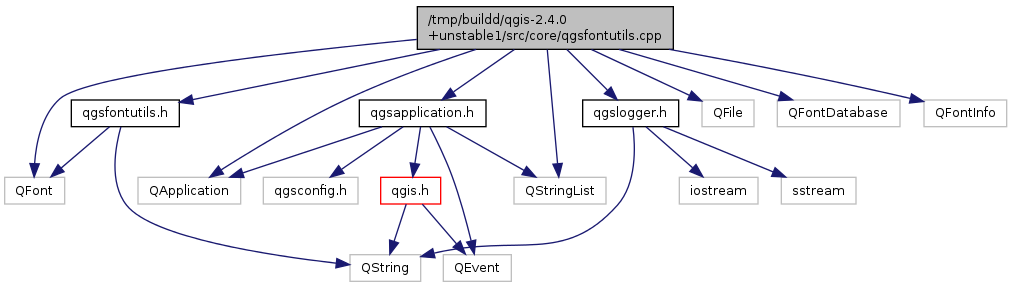 /tmp/buildd/qgis-2.4.0
+unstable1/src/core/qgsfontutils.cpp
qgsfontutils.h
qgsapplication.h
qgslogger.h
QFile
QFontDatabase
QFontInfo
QFont
QApplication
qgsconfig.h
qgis.h
QStringList
iostream
sstream
QString
QEvent